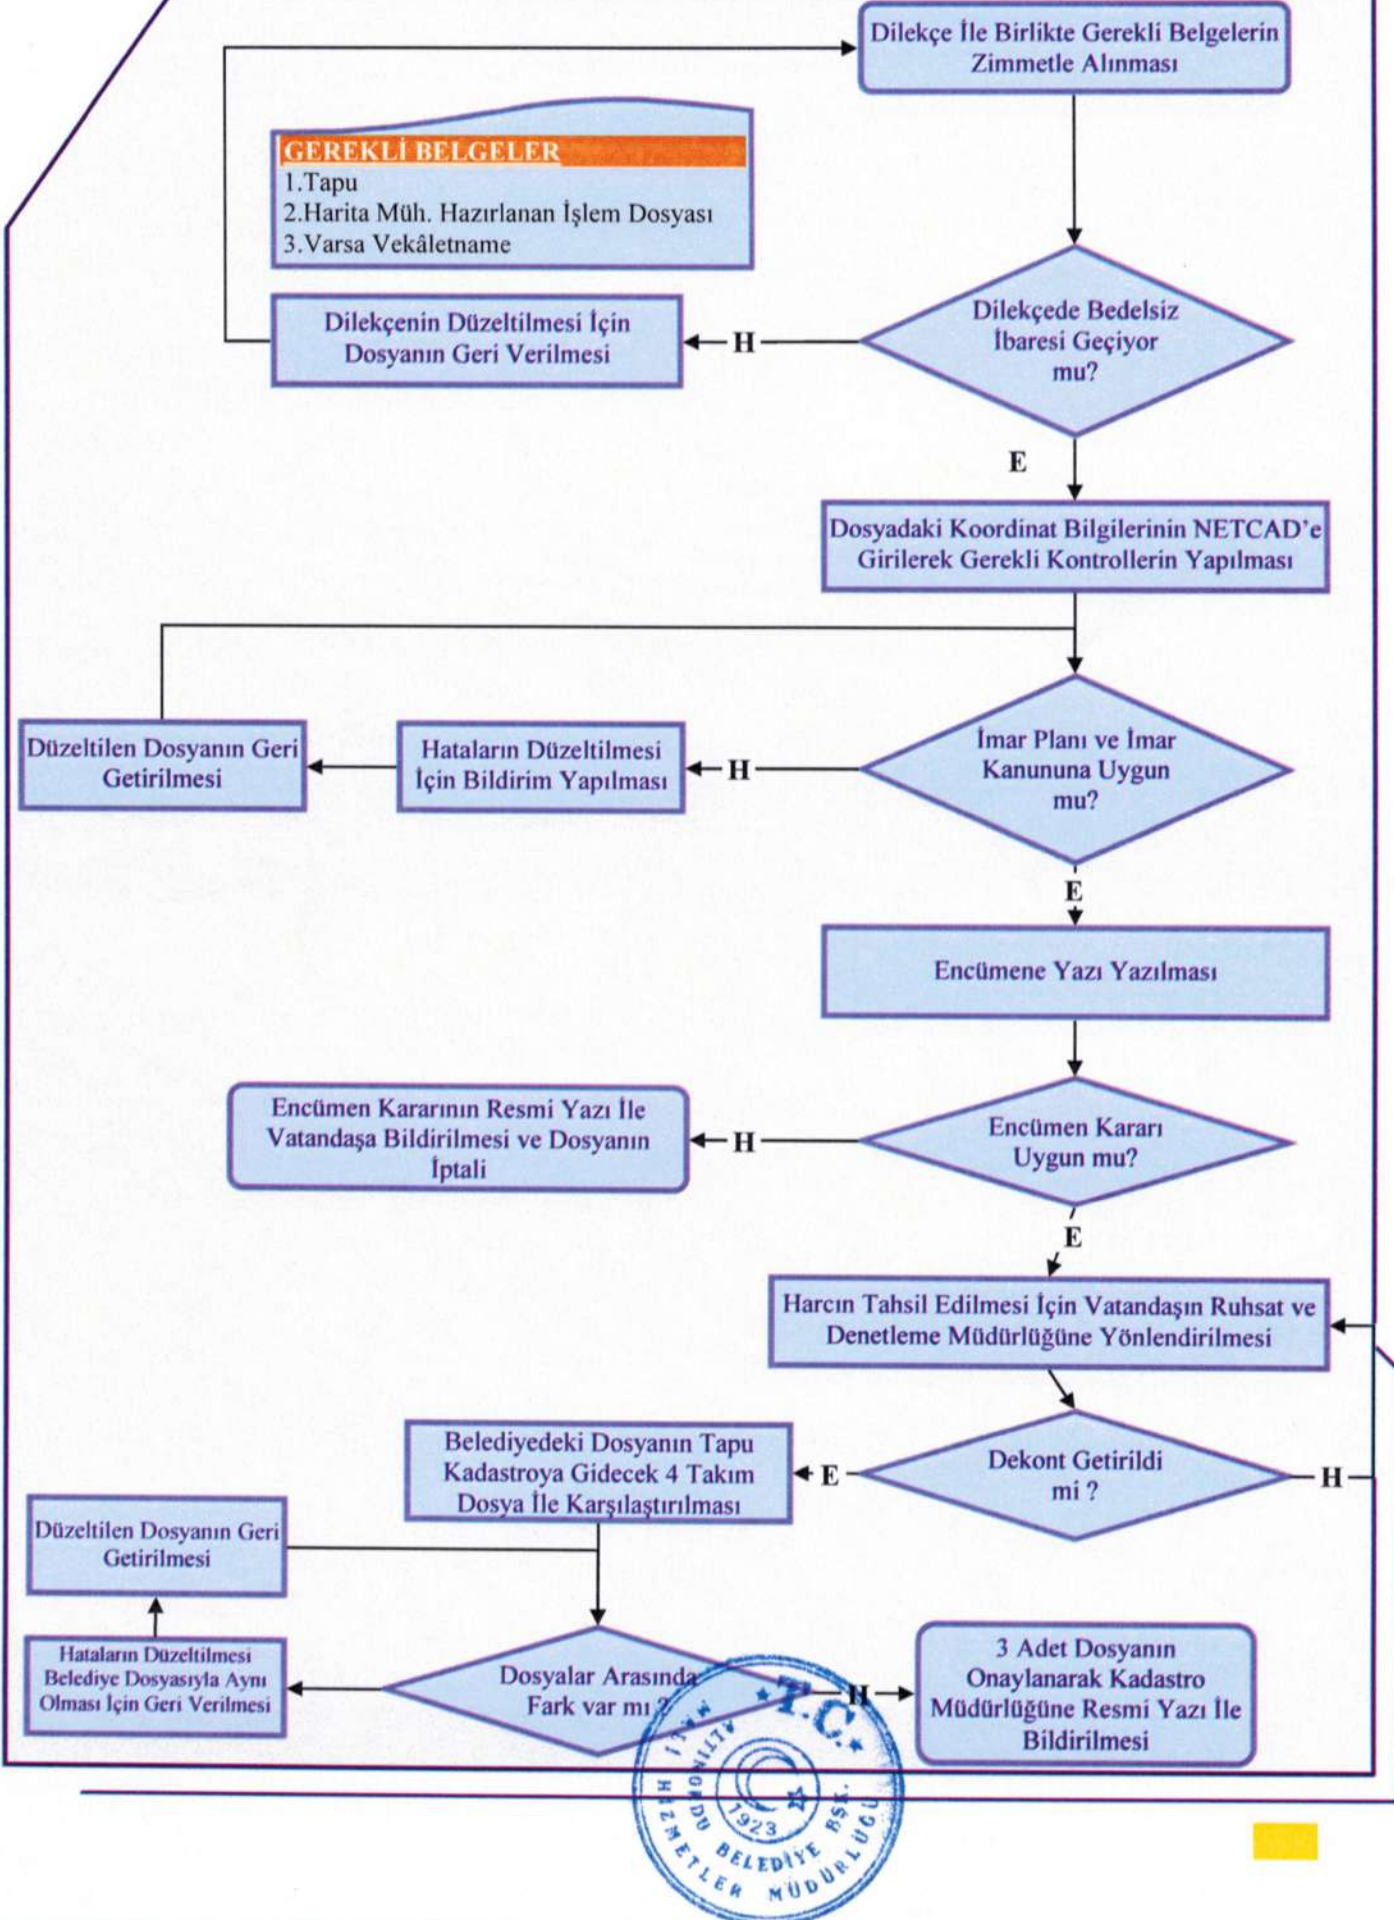 Dilekçe İle Birlikte Gerekli Belgelerin
Zimmetle Alınması
GEREKLİ BELGELER
1.Tapu
2.Harita Müh. Hazırlanan İşlem Dosyası
3.Varsa Vekâletname
Dilekçede Bedelsiz
İbaresi Geçiyor
mu?
H
Dilekçenin Düzeltilmesi İçin
Dosyanın Geri Verilmesi
E
Dosyadaki Koordinat Bilgilerinin NETCAD'e
Girilerek Gerekli Kontrollerin Yapılması
İmar Planı ve İmar
Kanununa Uygun
mu?
H
Hataların Düzeltilmesi
İçin Bildirim Yapılması
Düzeltilen Dosyanın Geri
Getirilmesi
E
Encümene Yazı Yazılması
Encümen Kararı
Uygun mu?
H
Encümen Kararının Resmi Yazı İle
Vatandaşa Bildirilmesi ve Dosyanın
İptali
E
Harcın Tahsil Edilmesi İçin Vatandaşın Ruhsat ve
Denetleme Müdürlüğüne Yönlendirilmesi
Dekont Getirildi
mi ?
H
E
Belediyedeki Dosyanın Tapu
Kadastroya Gidecek 4 Takım
Dosya İle Karşılaştırılması
Düzeltilen Dosyanın Geri
Getirilmesi
Hataların Düzeltilmesi
Belediye Dosyasıyla Aynı
Olması İçin Geri Verilmesi
Dosyalar Arasında
Fark var mı ?
H
3 Adet Dosyanın
Onaylanarak Kadastro
Müdürlüğüne Resmi Yazı İle
Bildirilmesi
T.C.
ALTINORDU BELEDİYE BŞK.
MALİ HİZMETLER MÜDÜRLÜĞÜ
1923